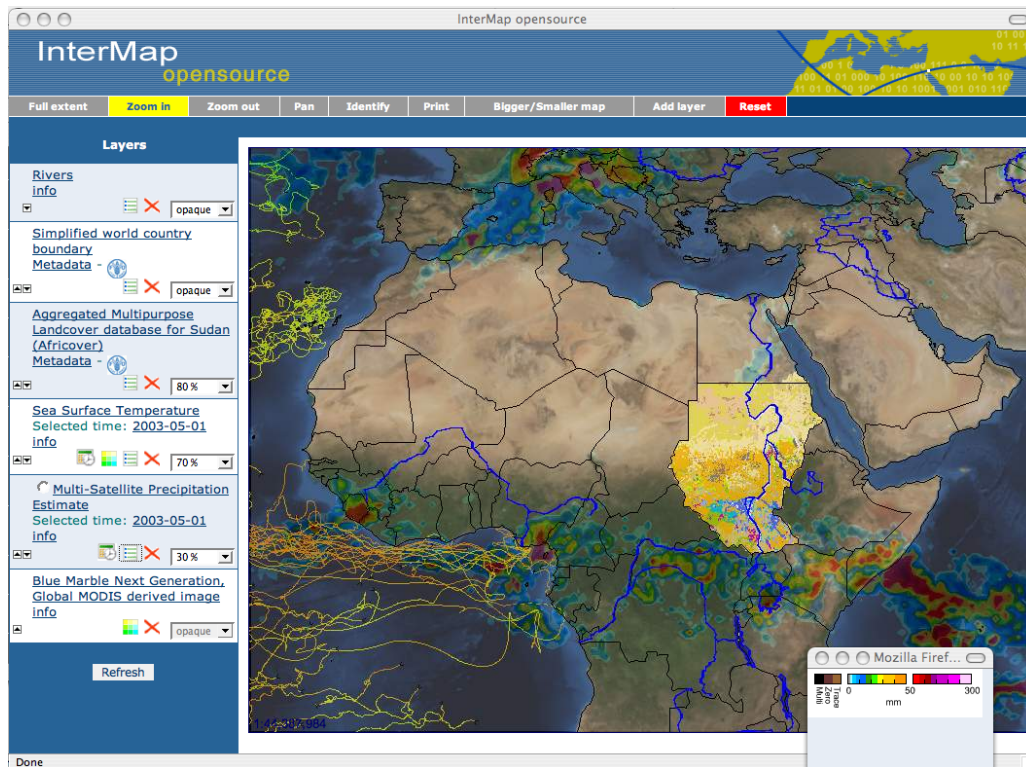 InterMap opensource
InterMap
opensource
Full extent Zoom in Zoom out Pan Identify Print Bigger/Smaller map Add layer Reset
Layers
Rivers
info
opaque
Simplified world country
boundary
Metadata -
opaque
Aggregated Multipurpose
Landcover database for Sudan
(Africover)
Metadata -
80 %
Sea Surface Temperature
Selected time: 2003-05-01
info
70 %
Multi-Satellite Precipitation
Estimate
Selected time: 2003-05-01
info
30 %
Blue Marble Next Generation,
Global MODIS derived image
info
opaque
Refresh
Mozilla Firef...
Trace
Zero
Multi
0 50 300
mm
Done